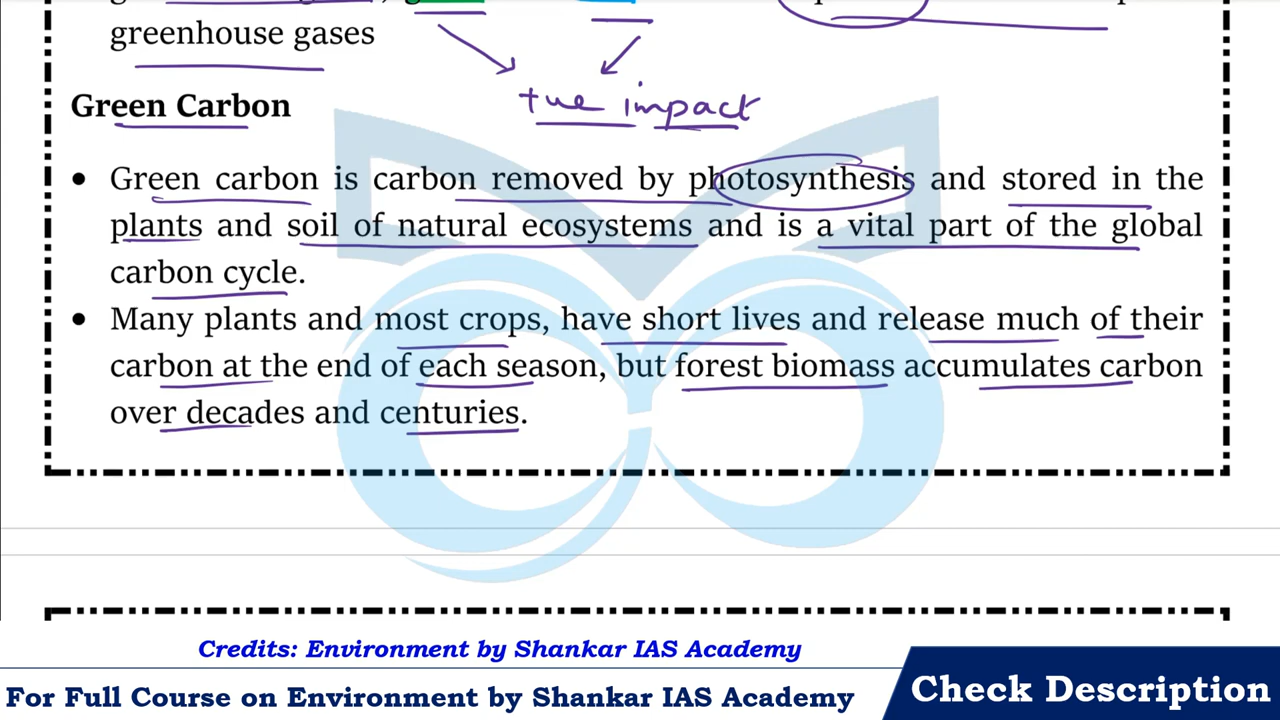 greenhouse gases
+ue impact
Green Carbon
• Green carbon is carbon removed by photosynthesis and stored in the
plants and soil of natural ecosystems and is a vital part of the global
carbon cycle.
• Many plants and most crops, have short lives and release much of their
carbon at the end of each season, but forest biomass accumulates carbon
over decades and centuries.
Credits: Environment by Shankar IAS Academy
For Full Course on Environment by Shankar IAS Academy
Check Description